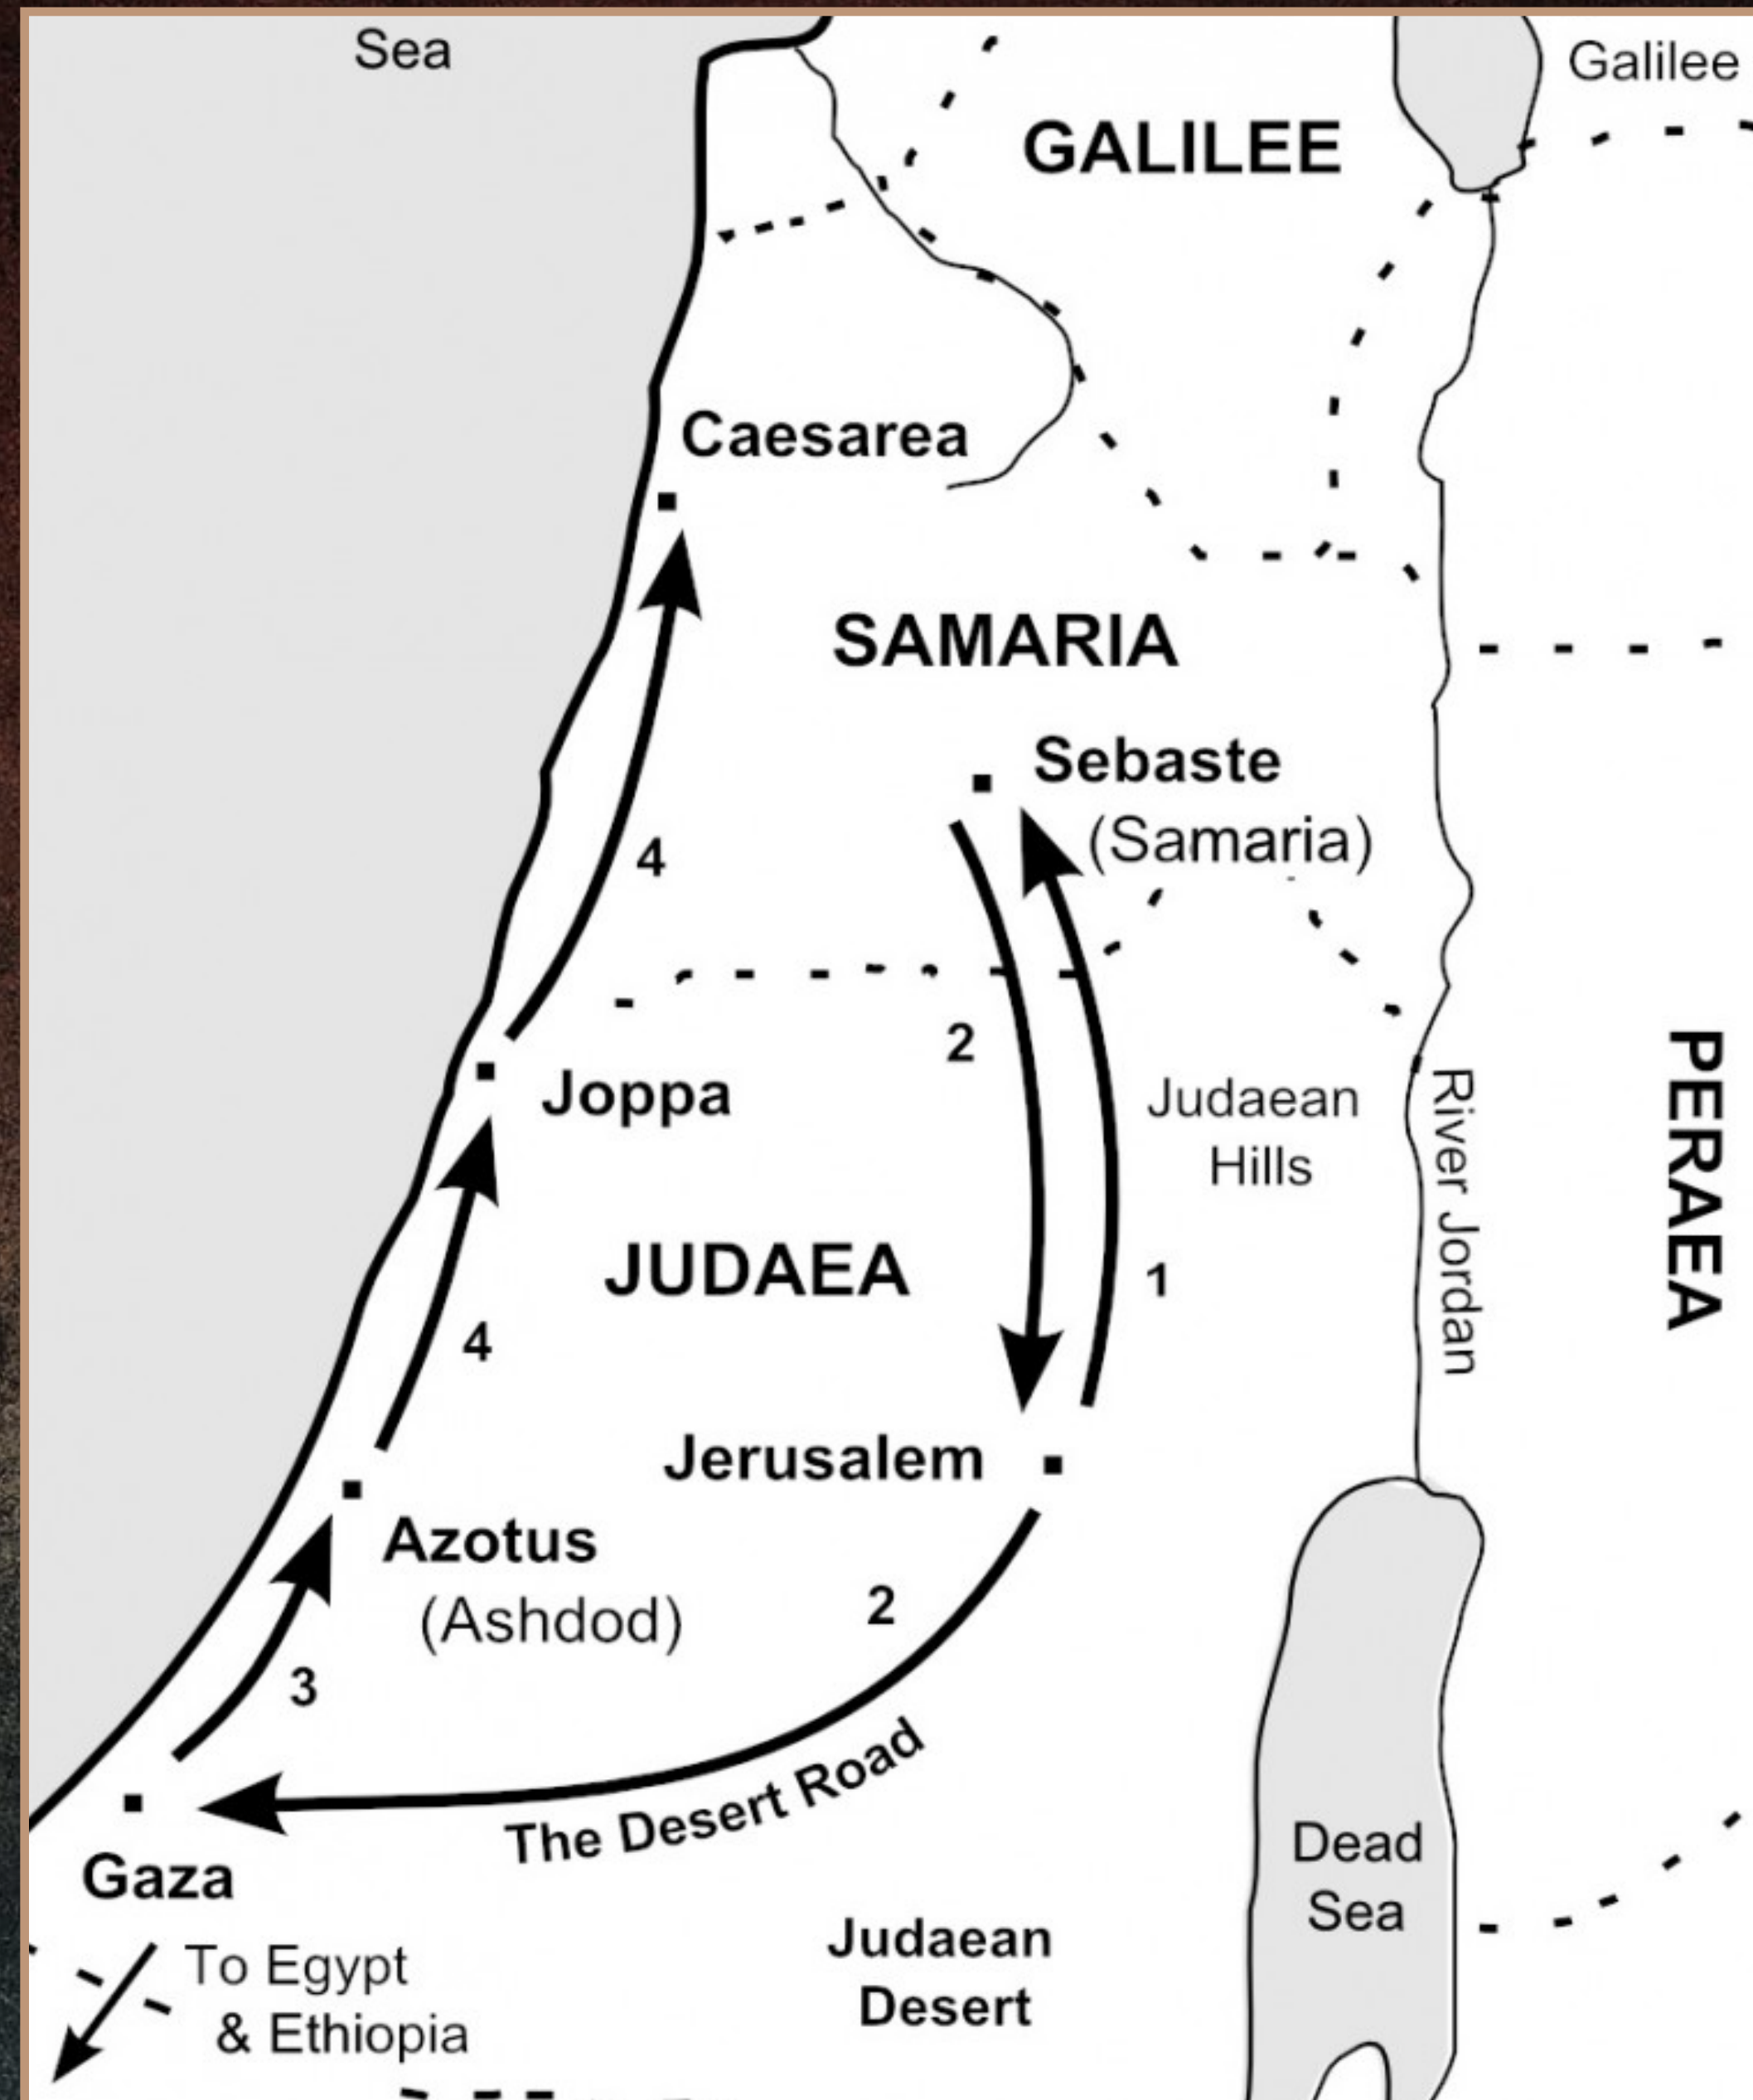 Sea
Galilee
GALILEE
Caesarea
SAMARIA
Sebaste
(Samaria)
4
2
Joppa
Judaean
Hills
PERAEA
River Jordan
JUDAEA
1
4
Jerusalem
Azotus
(Ashdod)
2
3
The Desert Road
Gaza
Dead
Sea
To Egypt
& Ethiopia
Judaean
Desert